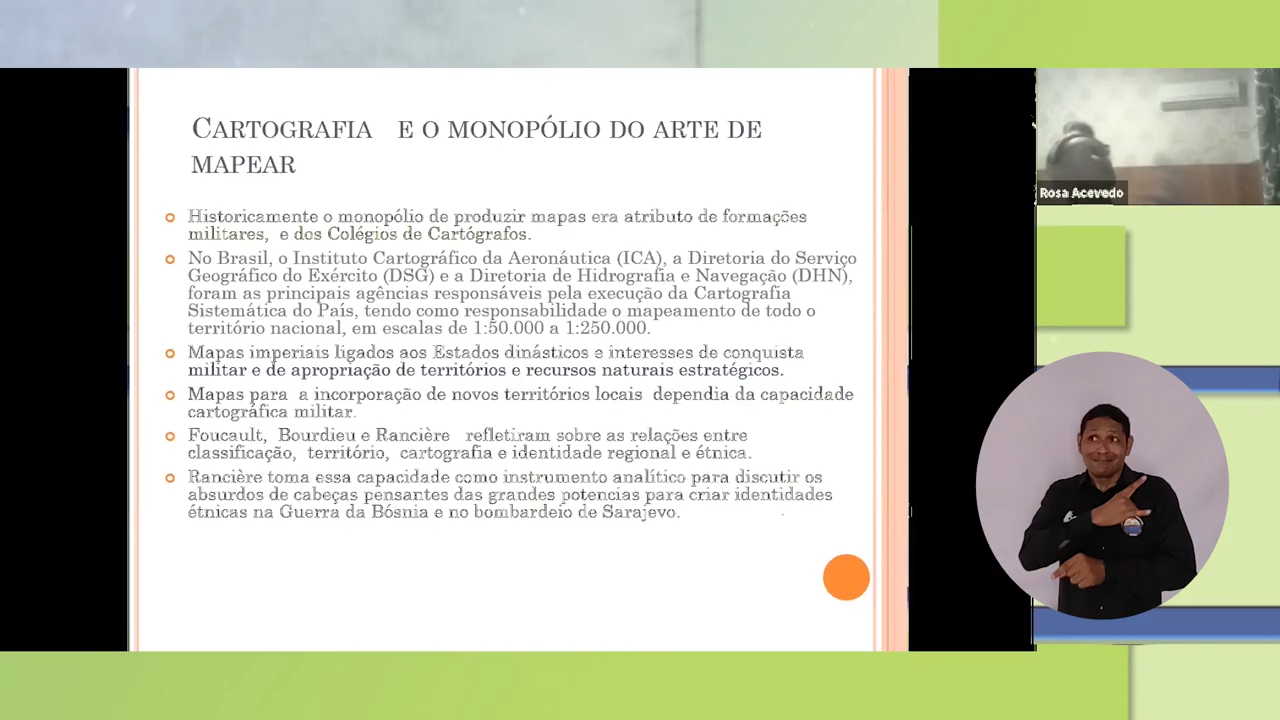 CARTOGRAFIA E O MONOPÓLIO DO ARTE DE
MAPEAR
Historicamente o monopólio de produzir mapas era atributo de formações
militares, e dos Colégios de Cartógrafos.
No Brasil, o Instituto Cartográfico da Aeronáutica (ICA), a Diretoria do Serviço
Geográfico do Exército (DSG) e a Diretoria de Hidrografia e Navegação (DHN),
foram as principais agências responsáveis pela execução da Cartografia
Sistemática do País, tendo como responsabilidade o mapeamento de todo o
território nacional, em escalas de 1:50.000 a 1:250.000.
Mapas imperiais ligados aos Estados dinásticos e interesses de conquista
militar e de apropriação de territórios e recursos naturais estratégicos.
Mapas para a incorporação de novos territórios locais dependia da capacidade
cartográfica militar.
Foucault, Bourdieu e Rancière refletiram sobre as relações entre
classificação, território, cartografia e identidade regional e étnica.
Rancière toma essa capacidade como instrumento analítico para discutir os
absurdos de cabeças pensantes das grandes potencias para criar identidades
étnicas na Guerra da Bósnia e no bombardeio de Sarajevo.
Rosa Acevedo